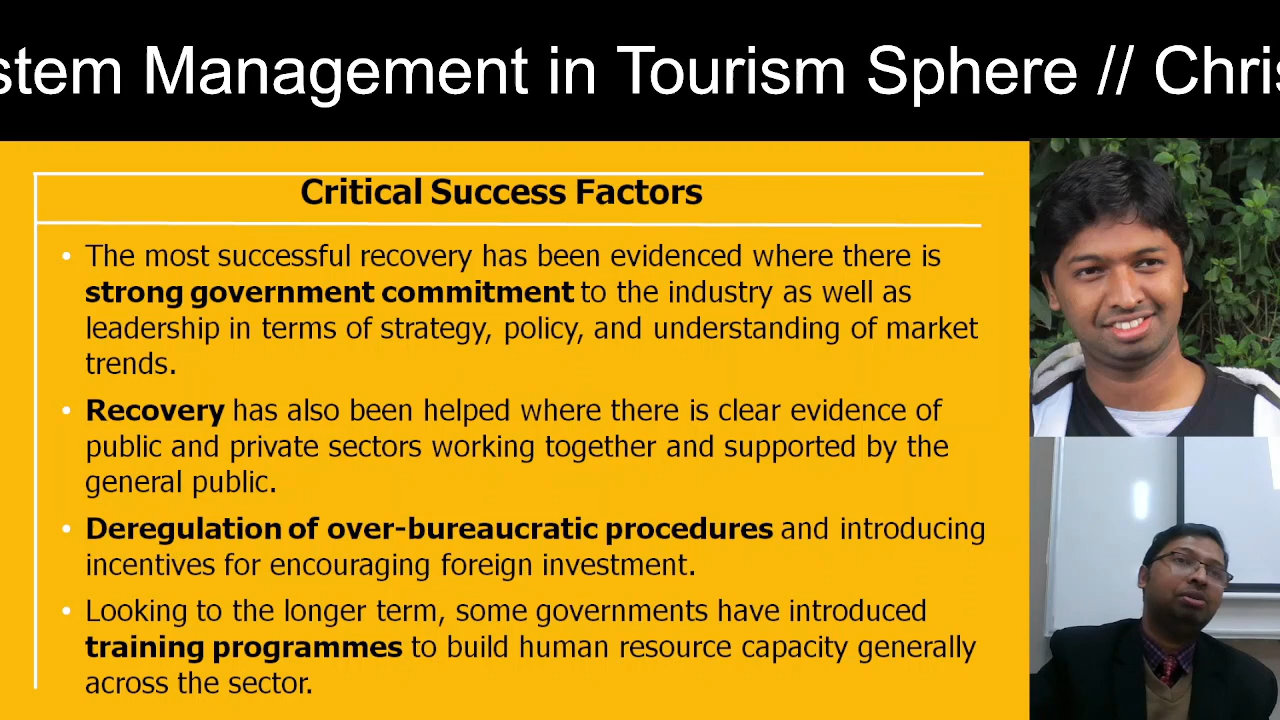 stem Management in Tourism Sphere // Chris
Critical Success Factors
• The most successful recovery has been evidenced where there is
strong government commitment to the industry as well as
leadership in terms of strategy, policy, and understanding of market
trends.
• Recovery has also been helped where there is clear evidence of
public and private sectors working together and supported by the
general public.
• Deregulation of over-bureaucratic procedures and introducing
incentives for encouraging foreign investment.
• Looking to the longer term, some governments have introduced
training programmes to build human resource capacity generally
across the sector.